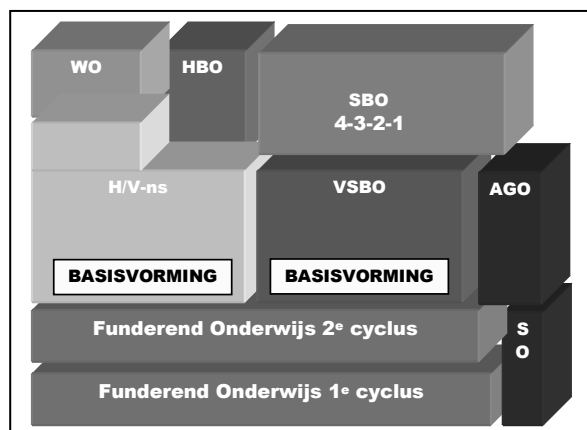 WO
HBO
SBO
4-3-2-1
H/V-ns
VSBO
AGO
BASISVORMING
BASISVORMING
Funderend Onderwijs 2ᵉ cyclus
S
O
Funderend Onderwijs 1ᵉ cyclus